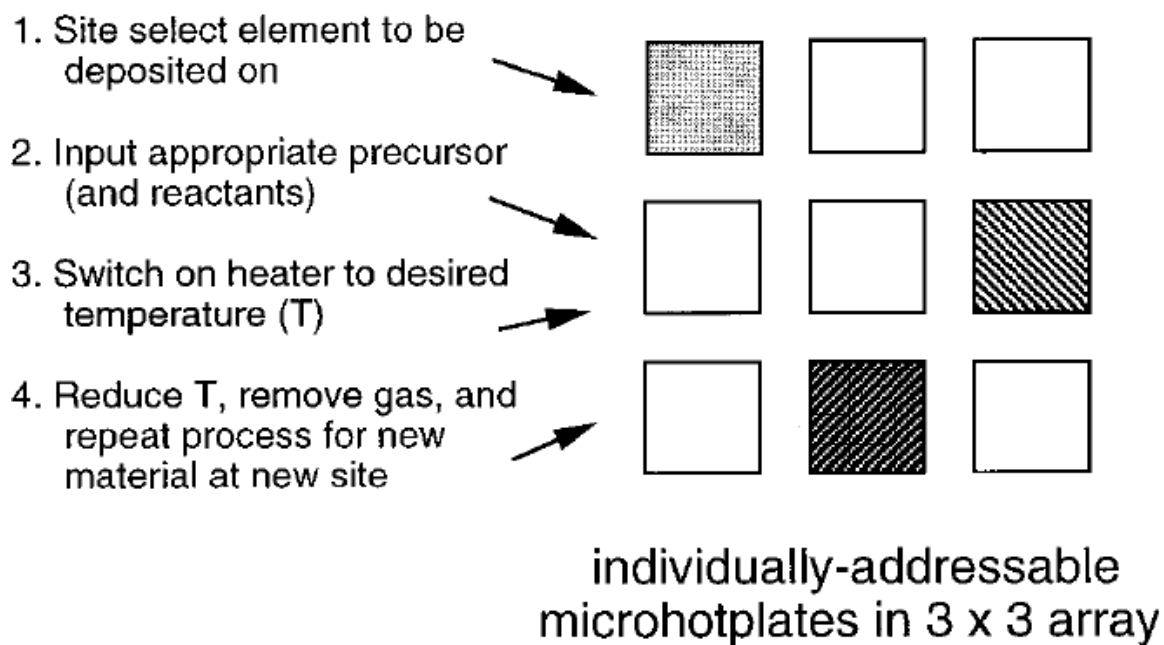 1. Site select element to be
deposited on
2. Input appropriate precursor
(and reactants)
3. Switch on heater to desired
temperature (T)
4. Reduce T, remove gas, and
repeat process for new
material at new site
individually-addressable
microhotplates in 3 x 3 array